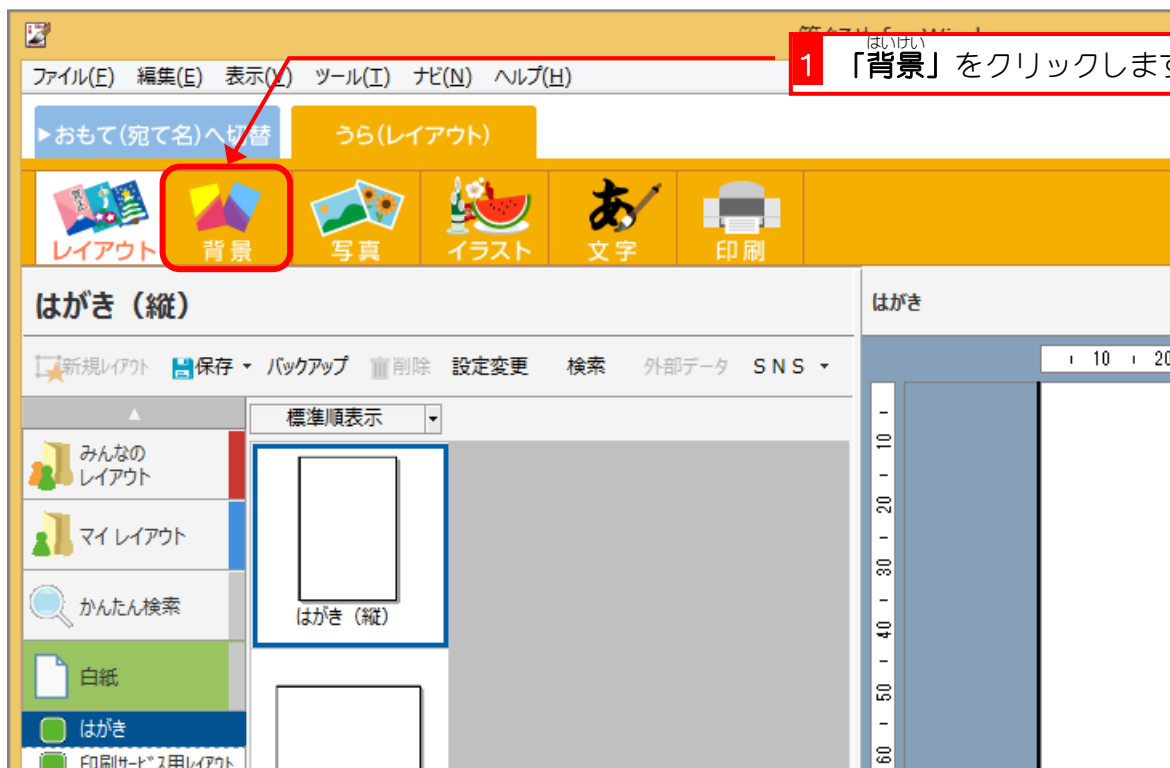 はいけい
1 「背景」をクリックします
ファイル(F) 編集(E) 表示(V) ツール(T) ナビ(N) ヘルプ(H)
▶おもて(宛て名)へ切替 うら(レイアウト)
レイアウト 背景 写真 イラスト 文字 印刷
はがき（縦） はがき
新規レイアウト 保存 バックアップ 削除 設定変更 検索 外部データ SNS
10 20
標準順表示
みんなの
レイアウト
マイ レイアウト
かんたん検索
はがき（縦）
白紙
はがき
印刷サービス用レイアウト
10
20
30
40
50
60